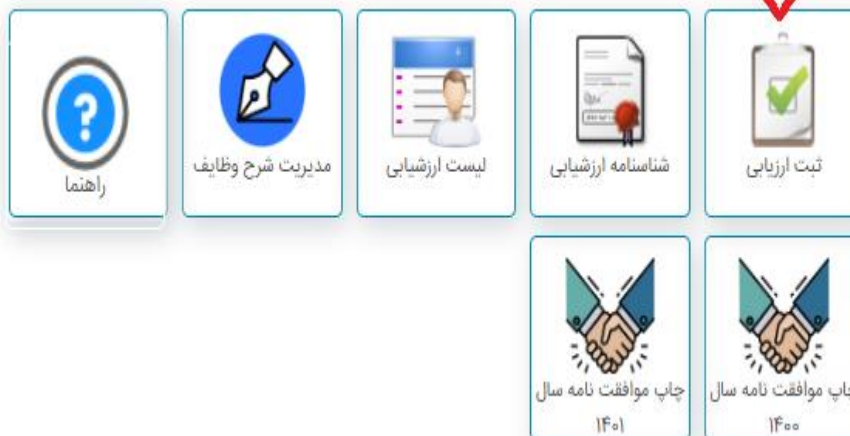 ثبت ارزیابی
شناسنامه ارزشیابی
لیست ارزشیابی
مدیریت شرح وظایف
راهنما
چاپ موافقت نامه سال
۱۴۰۰
چاپ موافقت نامه سال
۱۴۰۱